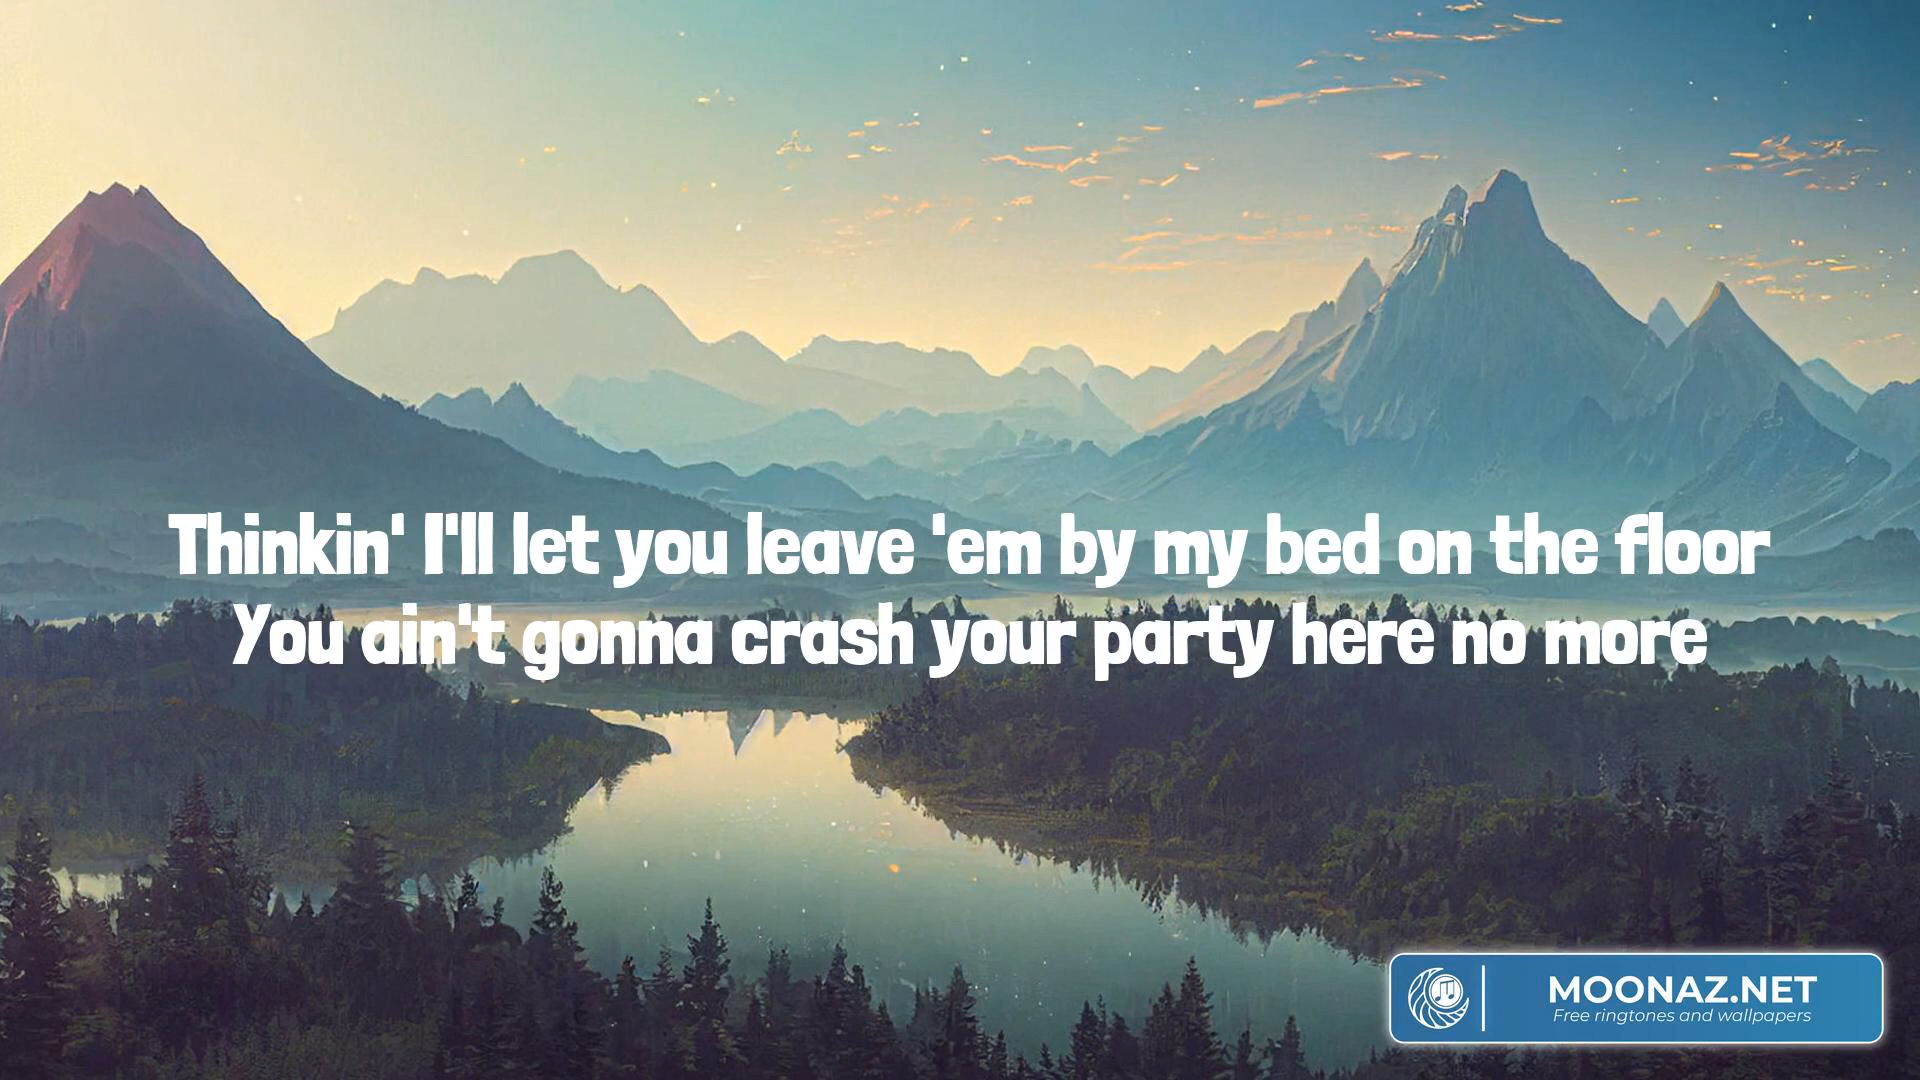 Thinkin' I'll let you leave 'em by my bed on the floor
You ain't gonna crash your party here no more
MOONAZ.NET
Free ringtones and wallpapers